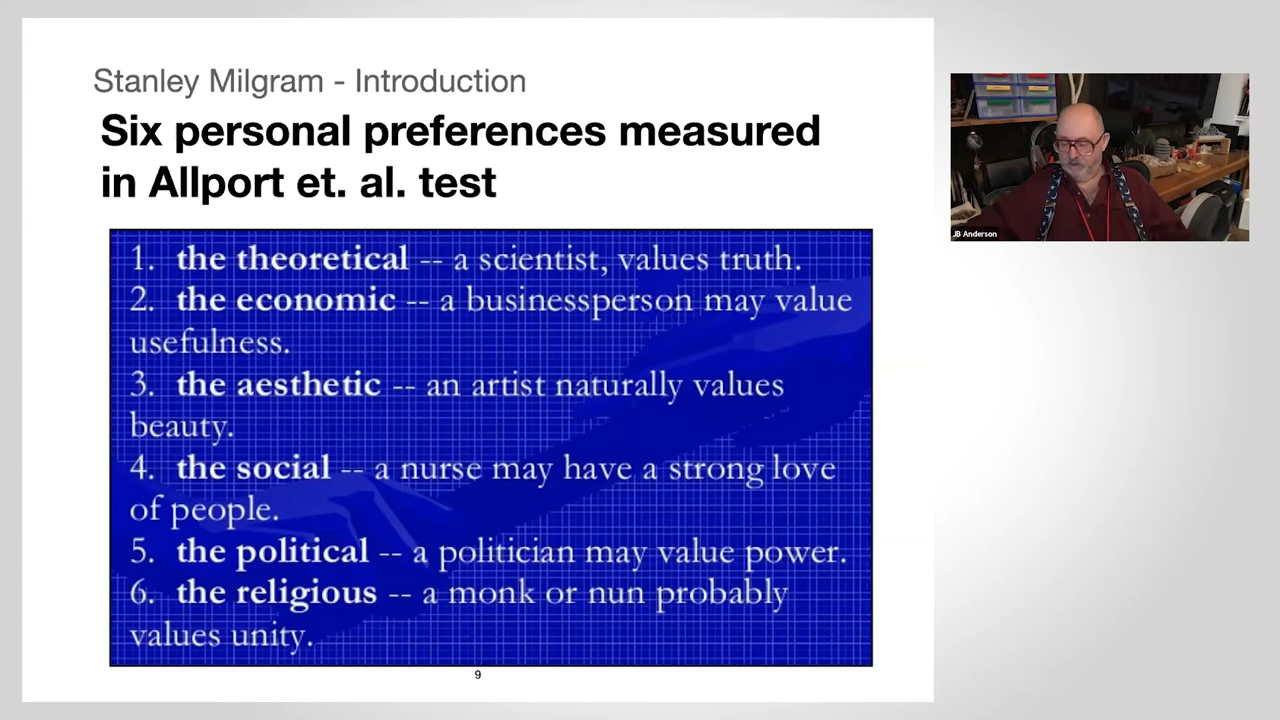 Stanley Milgram - Introduction
Six personal preferences measured
in Allport et. al. test
1. the theoretical -- a scientist, values truth.
2. the economic -- a businessperson may value
usefulness.
3. the aesthetic -- an artist naturally values
beauty.
4. the social -- a nurse may have a strong love
of people.
5. the political -- a politician may value power.
6. the religious -- a monk or nun probably
values unity.
9
JB Anderson